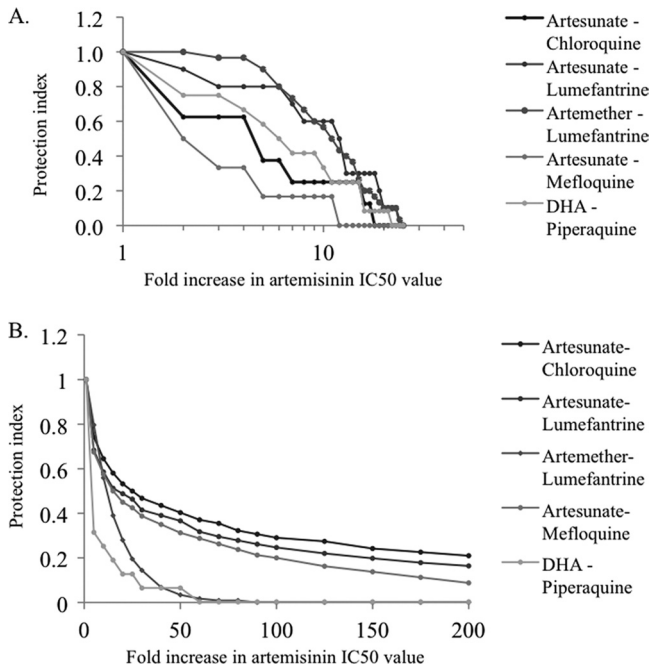 A.
1.2
1.0
0.8
0.6
0.4
0.2
0.0
Protection index
1
10
Fold increase in artemisinin IC50 value
Artesunate -
Chloroquine
Artesunate -
Lumefantrine
Artemether -
Lumefantrine
Artesunate -
Mefloquine
DHA -
Piperaquine
B.
1.2
1
0.8
0.6
0.4
0.2
0
Protection index
0
50
100
150
200
Fold increase in artemisinin IC50 value
Artesunate-
Chloroquine
Artesunate-
Lumefantrine
Artemether-
Lumefantrine
Artesunate-
Mefloquine
DHA -
Piperaquine